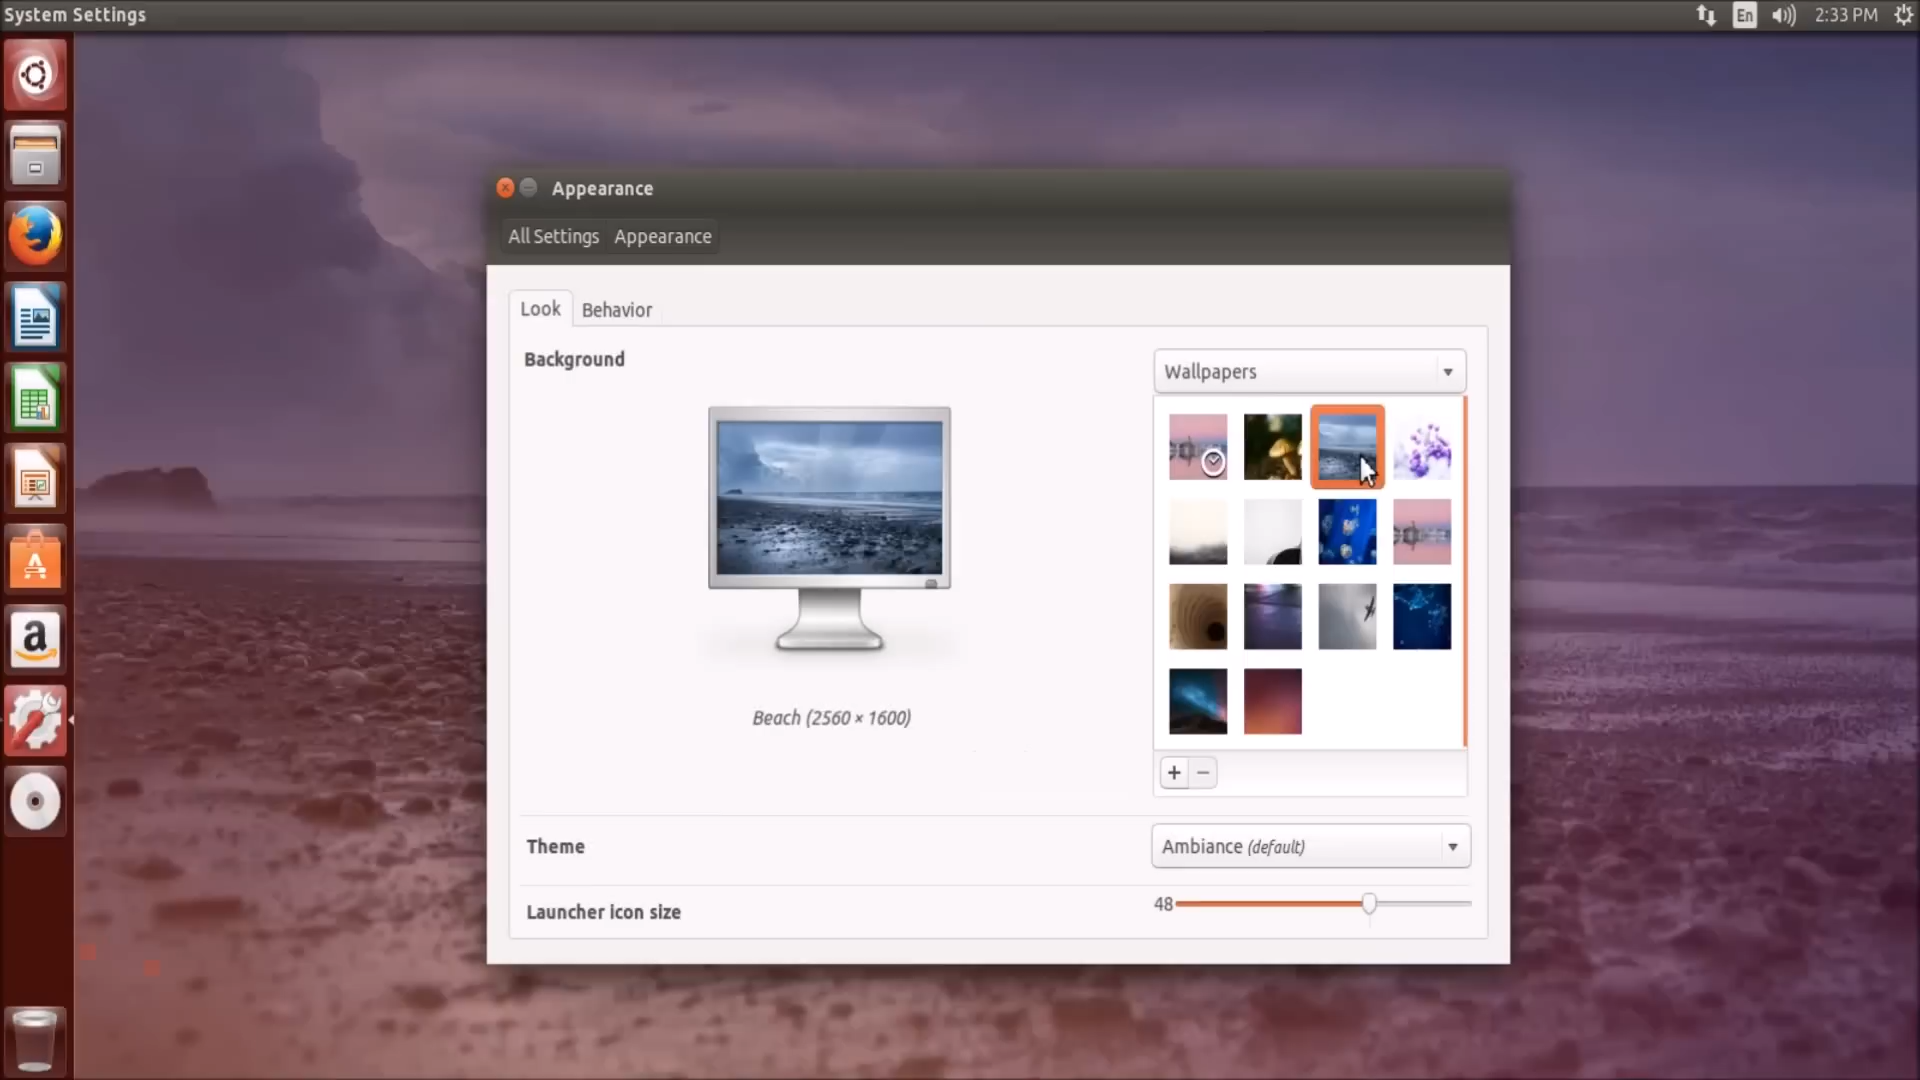 System Settings
En
2:33 PM
Appearance
All Settings Appearance
Look Behavior
Background
Wallpapers
Beach (2560 × 1600)
Theme
Ambiance (default)
Launcher icon size
48